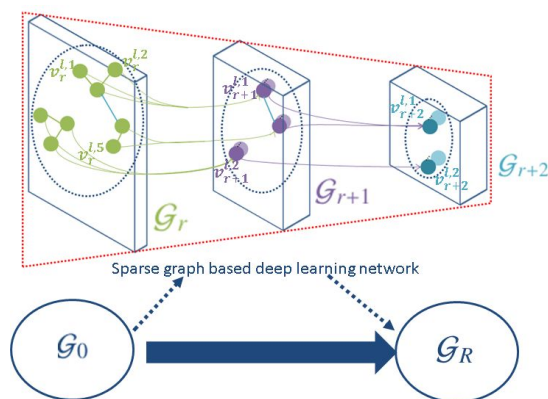 v_r^{l,1} v_r^{l,2}
v_r^{l,5}
𝒢_r
v_{r+1}^{l,1}
v_{r+1}^{l,2}
𝒢_{r+1}
v_{r+2}^{l,1}
v_{r+2}^{l,2}
𝒢_{r+2}
Sparse graph based deep learning network
𝒢_0
𝒢_R